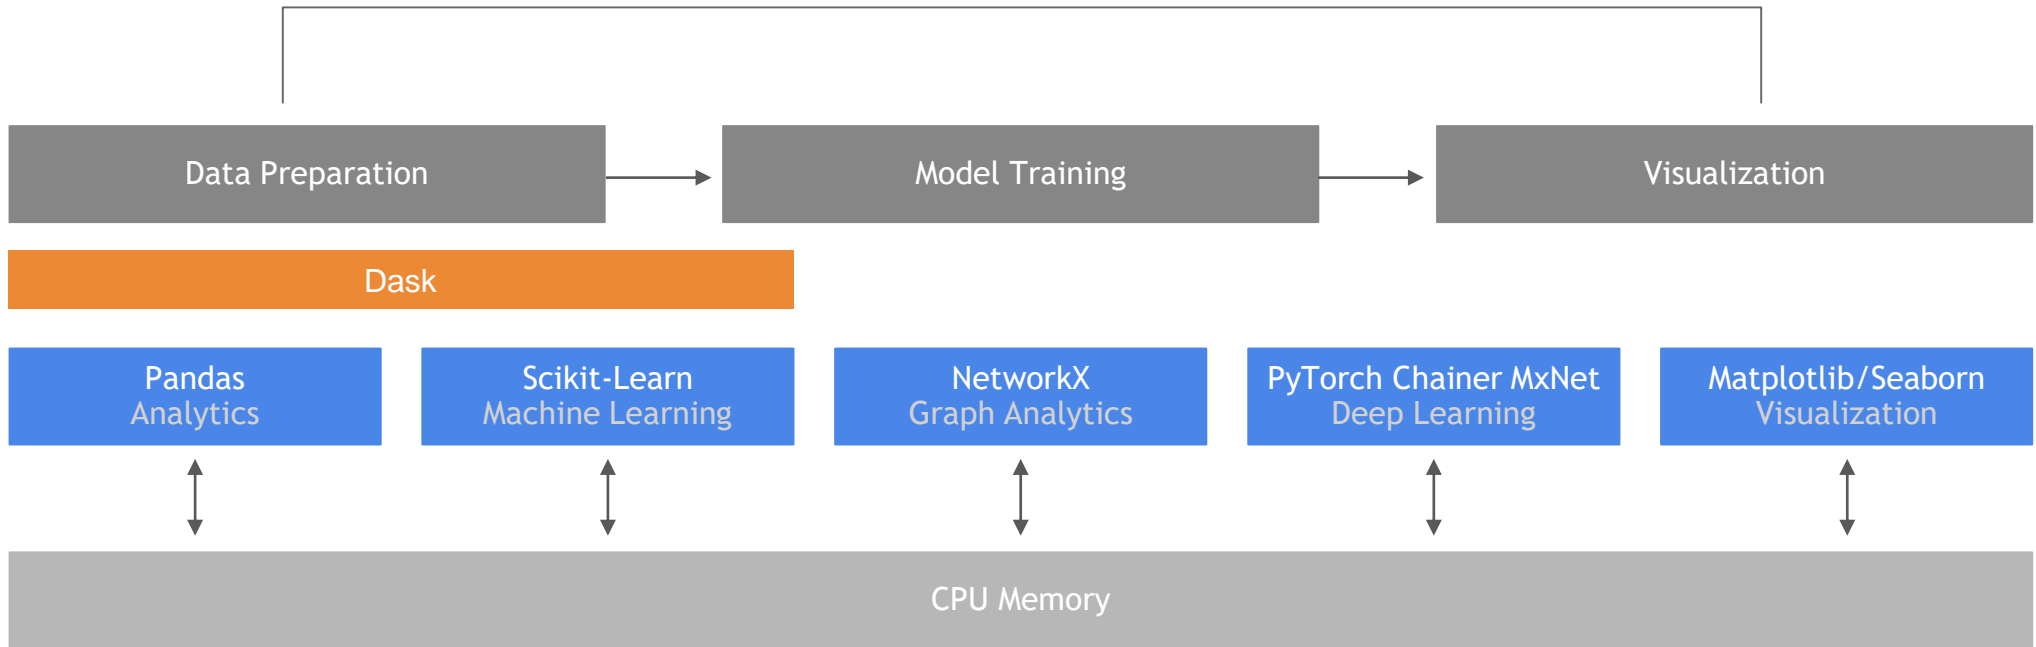 Data Preparation
Model Training
Visualization
Dask
Pandas
Analytics
Scikit-Learn
Machine Learning
NetworkX
Graph Analytics
PyTorch Chainer MxNet
Deep Learning
Matplotlib/Seaborn
Visualization
CPU Memory